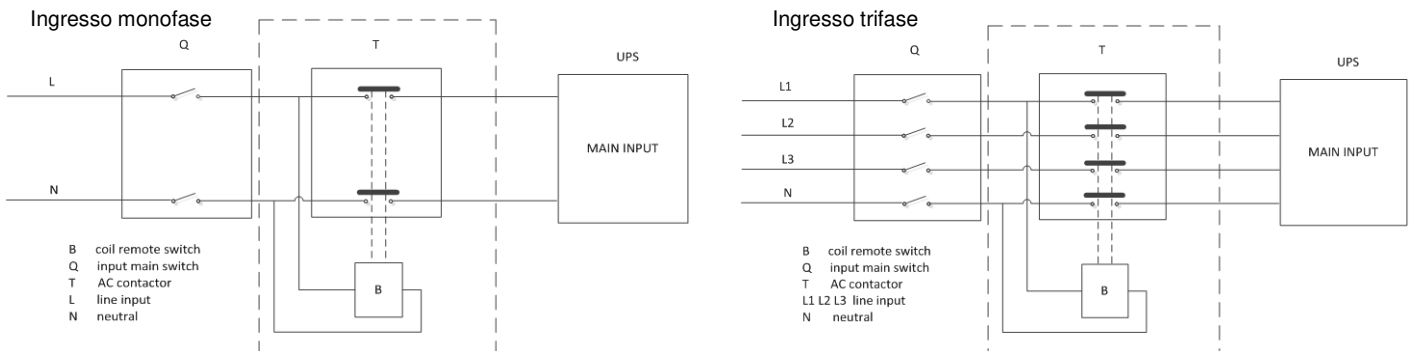 Ingresso monofase
Q
T
UPS
L
MAIN INPUT
N
B
B coil remote switch
Q input main switch
T AC contactor
L line input
N neutral
Ingresso trifase
Q
T
UPS
L1
L2
L3
MAIN INPUT
N
B
B coil remote switch
Q input main switch
T AC contactor
L1 L2 L3 line input
N neutral